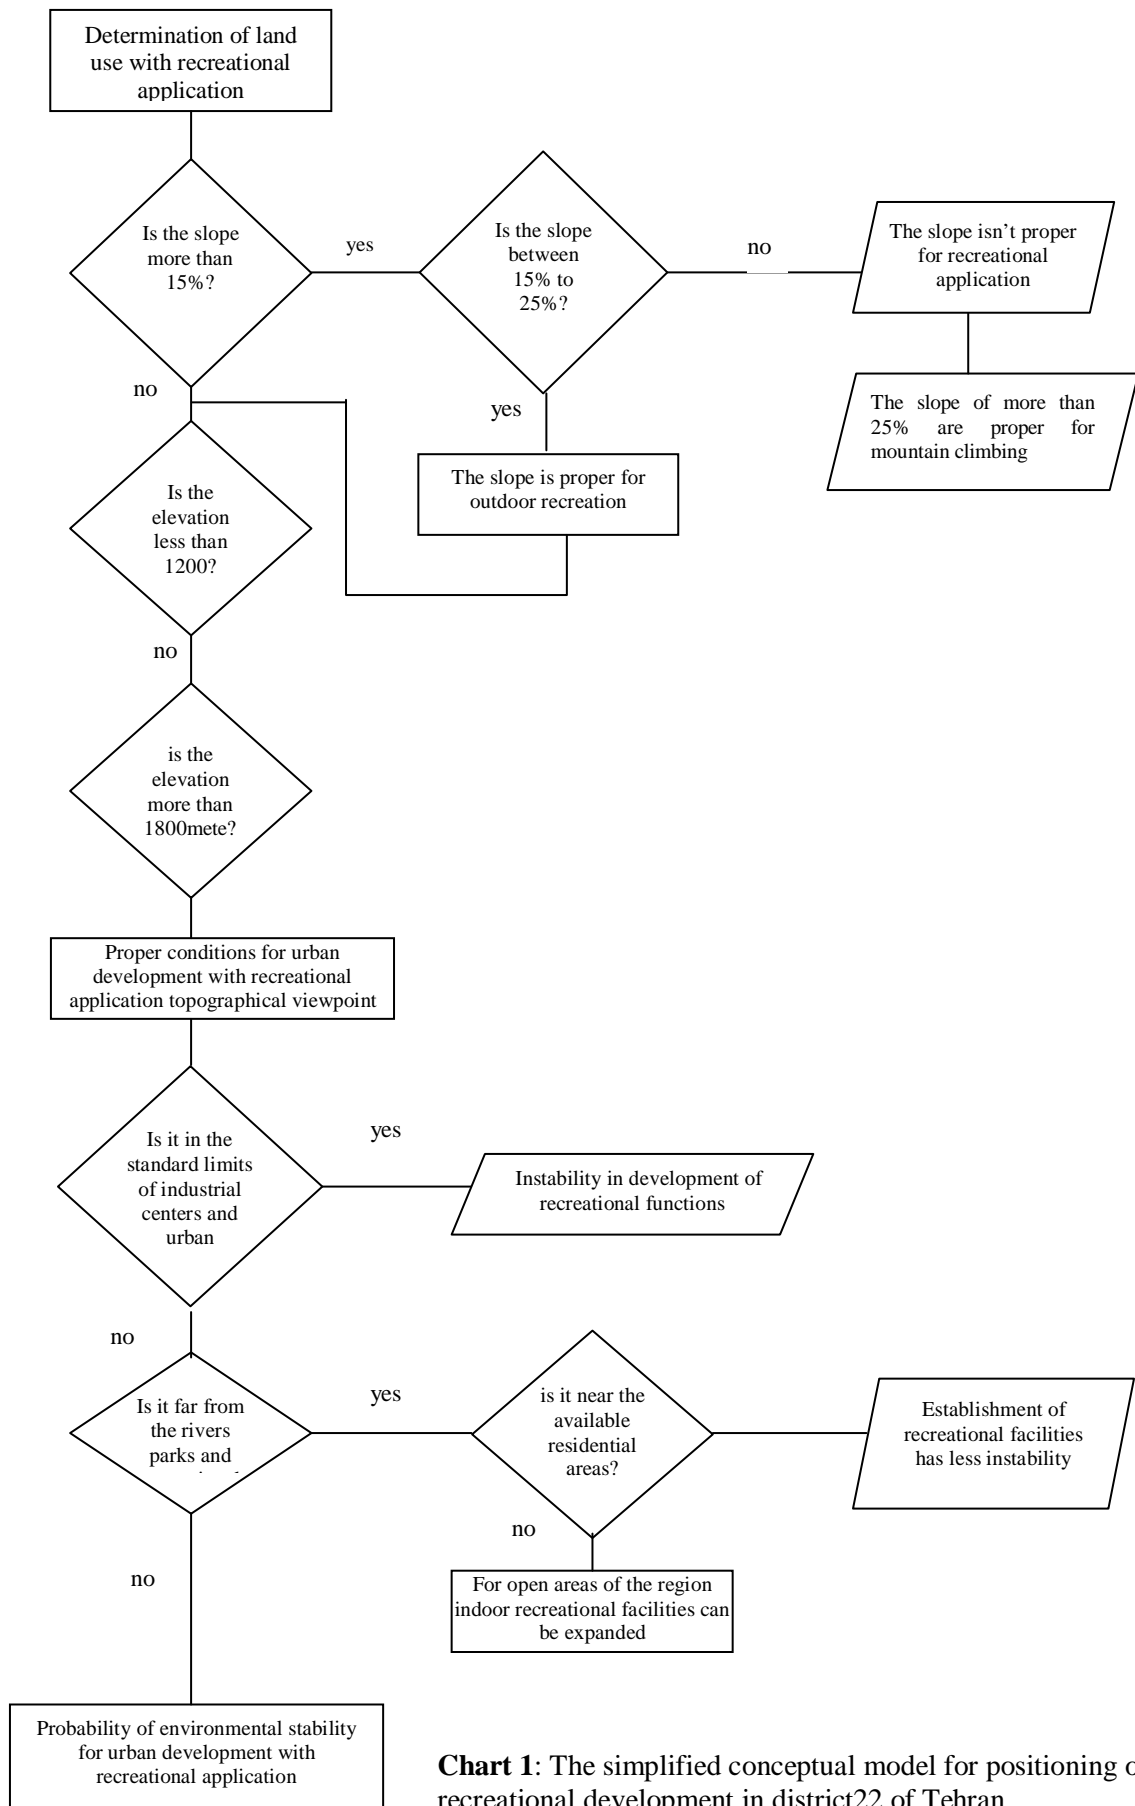 Determination of land
use with recreational
application
Is the slope
more than
15%?
yes
Is the slope
between
15% to
25%?
no
The slope isn't proper
for recreational
application
no
yes
The slope of more than
25% are proper for
mountain climbing
The slope is proper for
outdoor recreation
Is the
elevation
less than
1200?
no
is the
elevation
more than
1800mete?
Proper conditions for urban
development with recreational
application topographical viewpoint
Is it in the
standard limits
of industrial
centers and
urban
yes
Instability in development of
recreational functions
no
Is it far from
the rivers
parks and
yes
is it near the
available
residential
areas?
Establishment of
recreational facilities
has less instability
no
no
For open areas of the region
indoor recreational facilities can
be expanded
Probability of environmental stability
for urban development with
recreational application
Chart 1: The simplified conceptual model for positioning
recreational development in district22 of Tehran